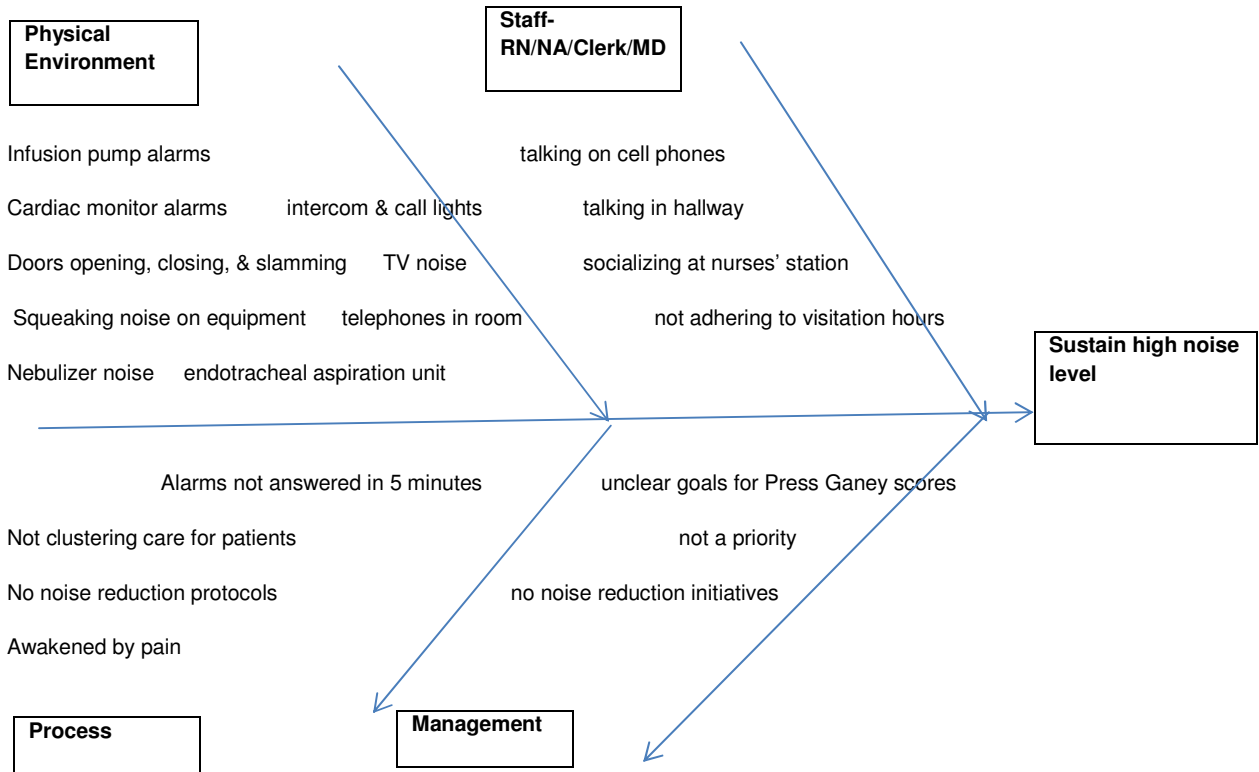 Physical
Environment
Staff-
RN/NA/Clerk/MD
Infusion pump alarms talking on cell phones
Cardiac monitor alarms intercom & call lights talking in hallway
Doors opening, closing, & slamming TV noise socializing at nurses’ station
Squeaking noise on equipment telephones in room not adhering to visitation hours
Sustain high noise
level
Nebulizer noise endotracheal aspiration unit
Alarms not answered in 5 minutes unclear goals for Press Ganey scores
Not clustering care for patients not a priority
No noise reduction protocols no noise reduction initiatives
Awakened by pain
Process
Management